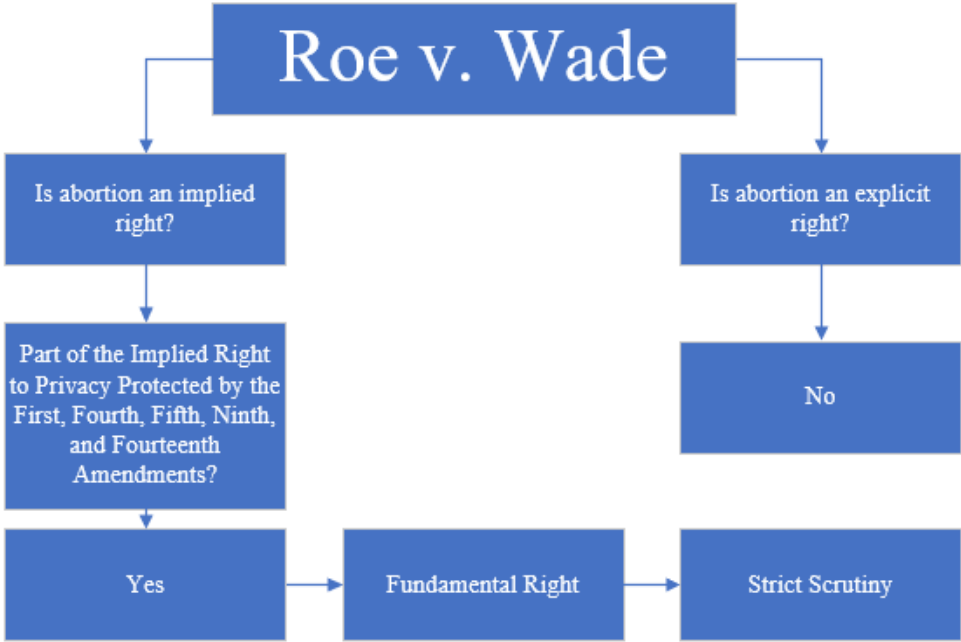 Roe v. Wade
Is abortion an implied
right?
Is abortion an explicit
right?
Part of the Implied Right
to Privacy Protected by the
First, Fourth, Fifth, Ninth,
and Fourteenth
Amendments?
No
Yes
Fundamental Right
Strict Scrutiny